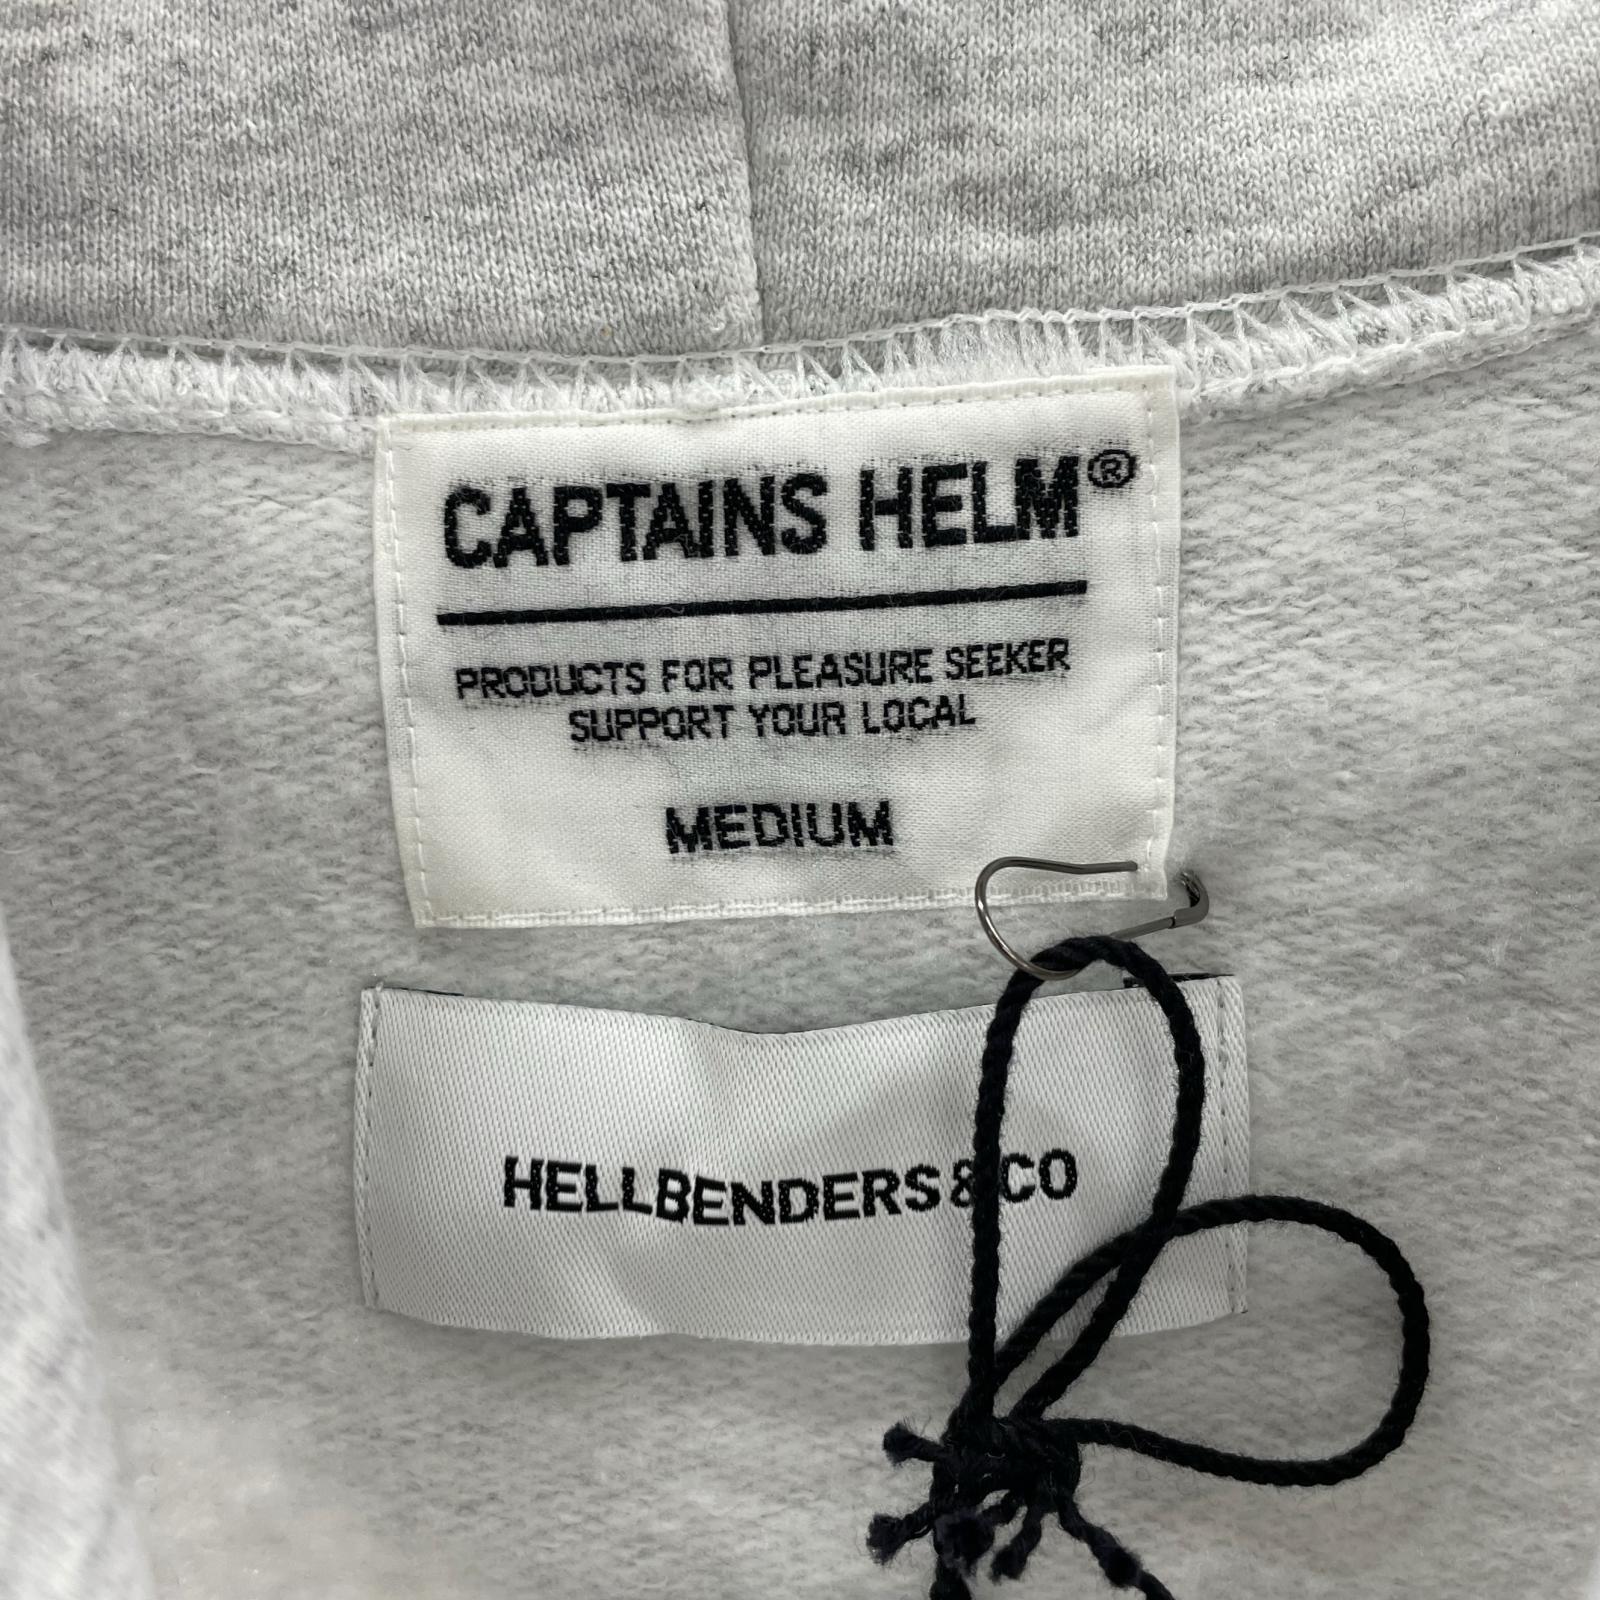 CAPTAINS HELM®
PRODUCTS FOR PLEASURE SEEKER
SUPPORT YOUR LOCAL
MEDIUM
HELLBENDERS & CO